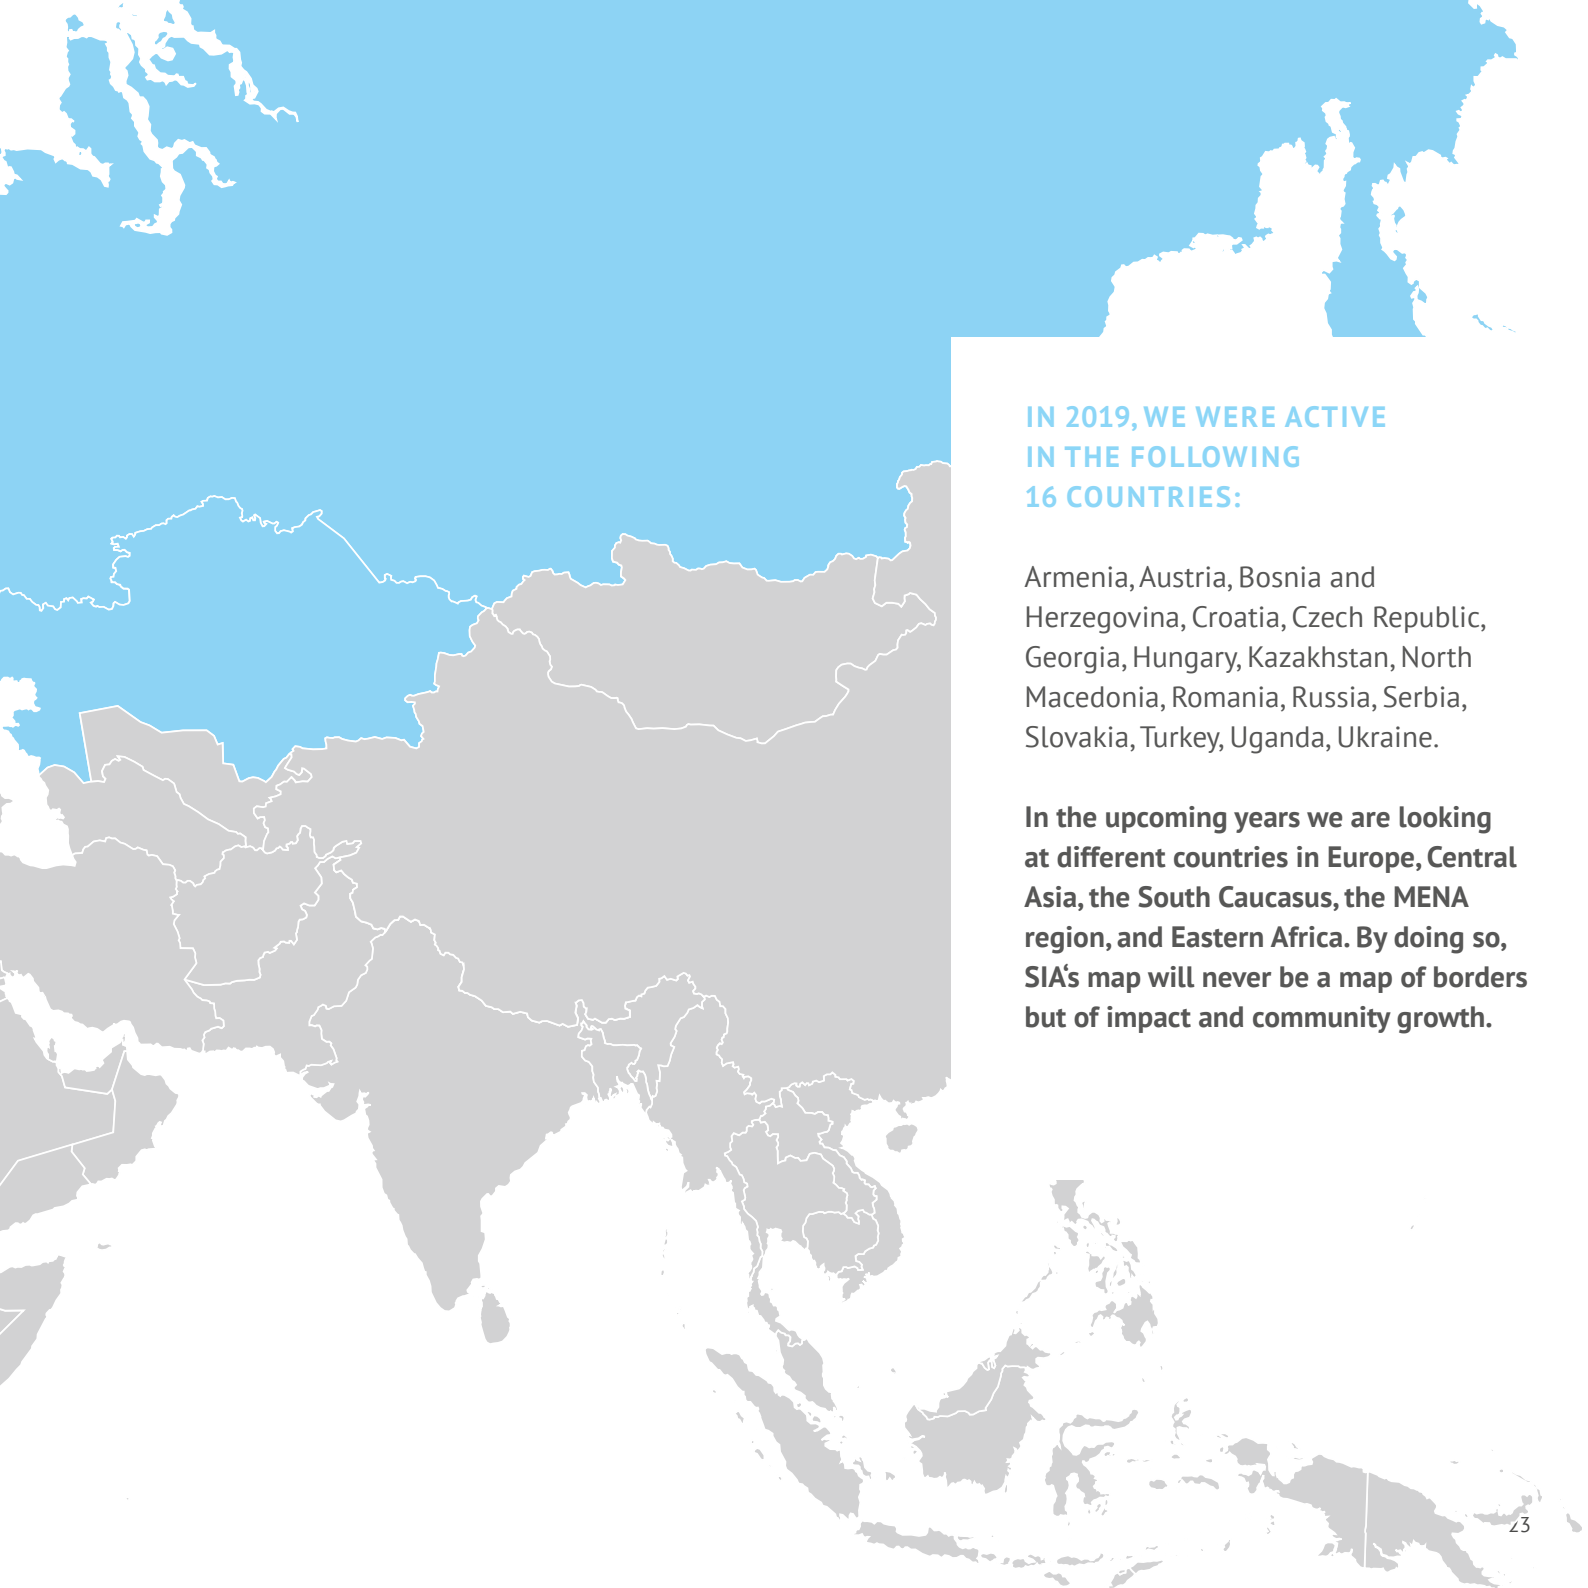 IN 2019, WE WERE ACTIVE
IN THE FOLLOWING
16 COUNTRIES:
Armenia, Austria, Bosnia and
Herzegovina, Croatia, Czech Republic,
Georgia, Hungary, Kazakhstan, North
Macedonia, Romania, Russia, Serbia,
Slovakia, Turkey, Uganda, Ukraine.
In the upcoming years we are looking
at different countries in Europe, Central
Asia, the South Caucasus, the MENA
region, and Eastern Africa. By doing so,
SIA‘s map will never be a map of borders
but of impact and community growth.
23